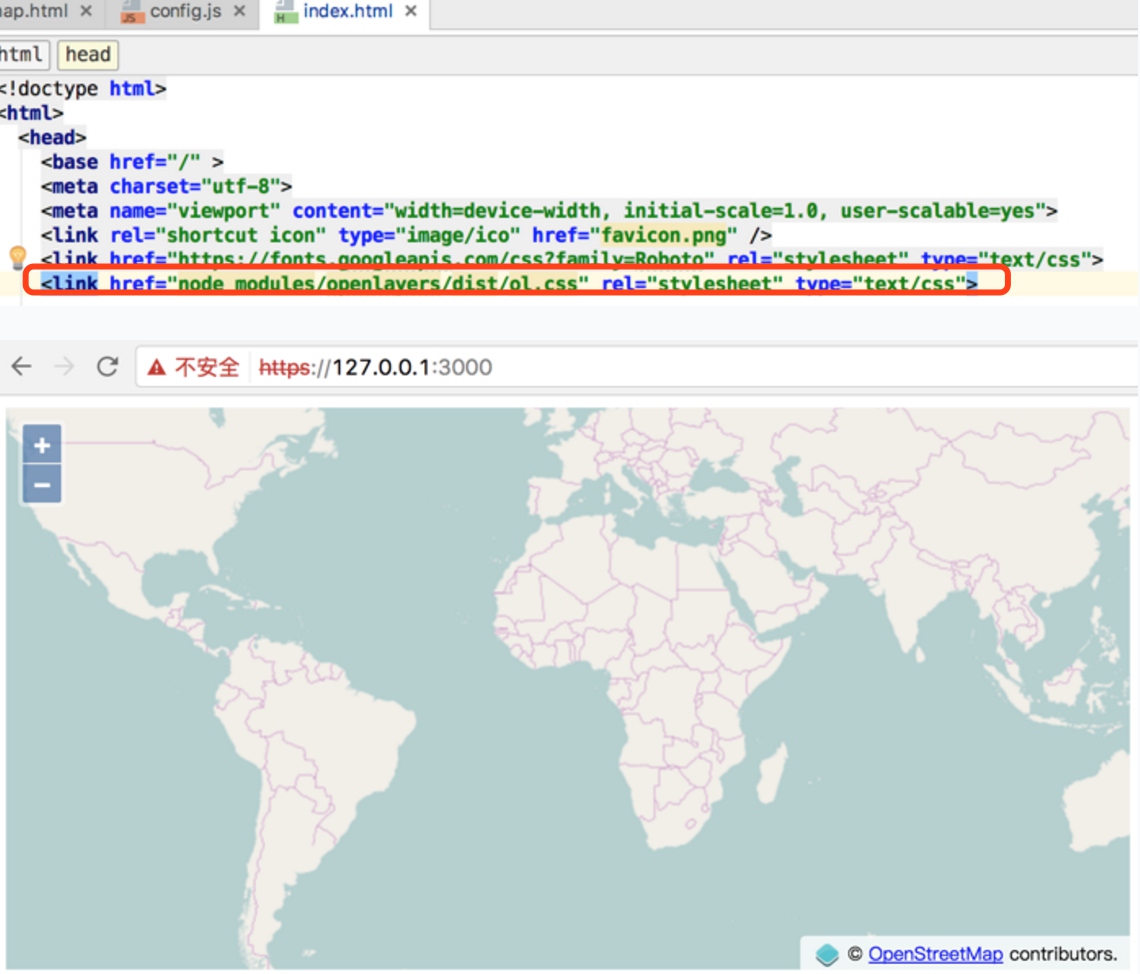 ap.html × config.js × index.html ×
html head
<!doctype html>
<html>
<head>
<base href="/" >
<meta charset="utf-8">
<meta name="viewport" content="width=device-width, initial-scale=1.0, user-scalable=yes">
<link rel="shortcut icon" type="image/ico" href="favicon.png" />
<link href="https://fonts.googleapis.com/css?family=Roboto" rel="stylesheet" type="text/css">
<link href="node_modules/openlayers/dist/ol.css" rel="stylesheet" type="text/css">
不安全 https://127.0.0.1:3000
+
−
© OpenStreetMap contributors.